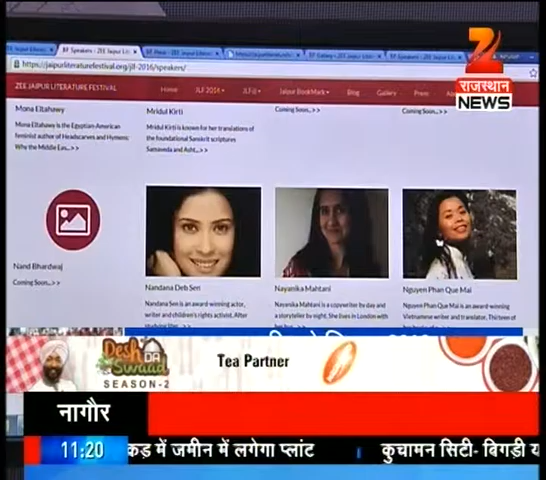 BP Speakers - ZEE Jaipur Lit...
https://jaipurliteraturefestival.org/jlf-2016/speakers/
राजस्थान
NEWS
ZEE JAIPUR LITERATURE FESTIVAL Home JLF 2016 Jaipur BookMark Blog Gallery Press
Mona Eltahawy Mridul Kirti Coming Soon...>> Coming Soon...>>
Mona Eltahawy is the Egyptian-American Mridul Kirti is known for her translations of
feminist author of Headscarves and Hymens: the foundational Sanskrit scriptures
Why the Middle Eas...>> Samaveda and Asht...>>
Nand Bhardwaj
Coming Soon...>>
Nandana Deb Sen Nayanika Mahtani Nguyen Phan Que Mai
Nandana Sen is an award-winning actor, Nayanika Mahtani is a copywriter by day and Nguyen Phan Que Mai is an award-winning
writer and children's rights activist. After a storyteller by night. She lives in London with Vietnamese writer and translator. Thirteen of
Desh DA Swaad
SEASON-2
Tea Partner
नागौर
11:20 कड़ में जमीन में लगेगा प्लांट कुचामन सिटी- बिगड़ी य